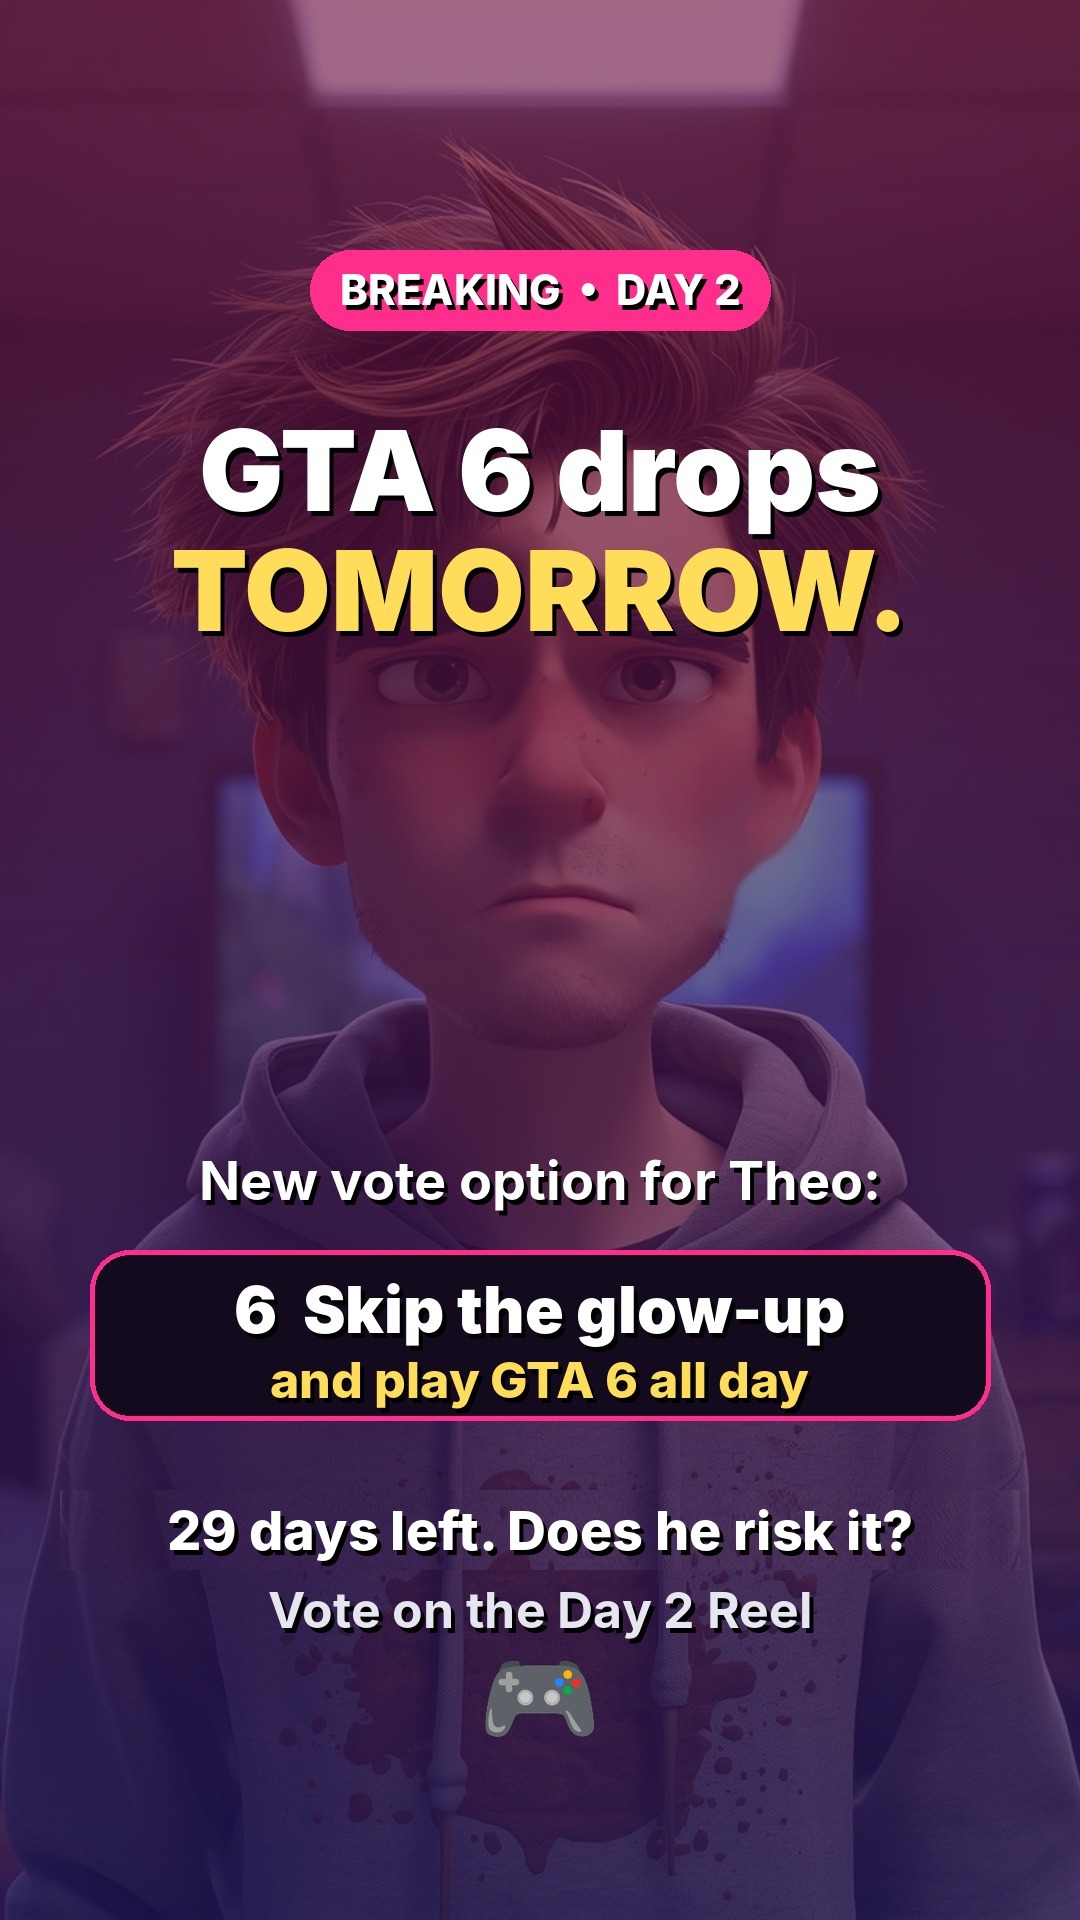 BREAKING • DAY 2
GTA 6 drops
TOMORROW.
New vote option for Theo:
6 Skip the glow-up
and play GTA 6 all day
29 days left. Does he risk it?
Vote on the Day 2 Reel